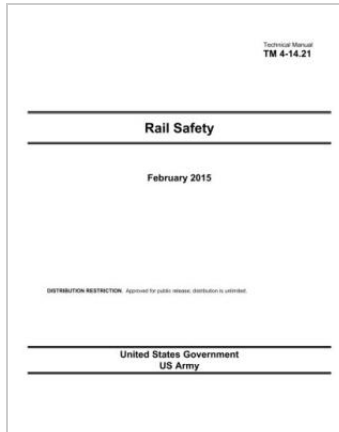 Technical Manual
TM 4-14.21
Rail Safety
February 2015
DISTRIBUTION RESTRICTION. Approved for public release; distribution is unlimited.
United States Government
US Army